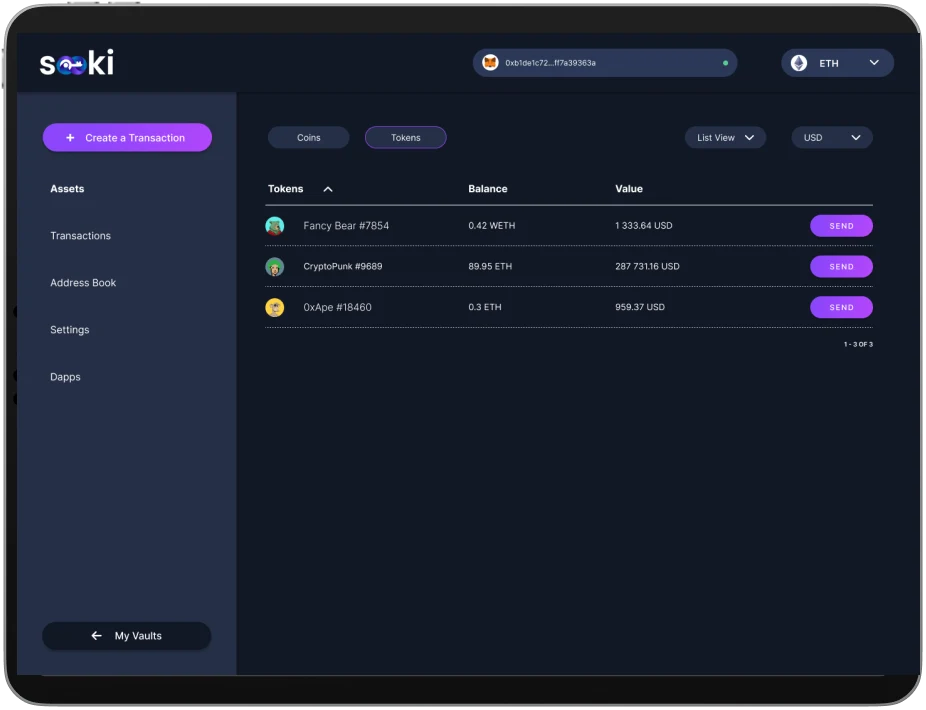 sooki
0xb1de1c72...ff7a39363a
ETH
+ Create a Transaction
Assets
Transactions
Address Book
Settings
Dapps
← My Vaults
Coins
Tokens
List View
USD
Tokens
Balance
Value
Fancy Bear #7854
0.42 WETH
1 333.64 USD
SEND
CryptoPunk #9689
89.95 ETH
287 731.16 USD
SEND
0xApe #18460
0.3 ETH
959.37 USD
SEND
1 - 3 OF 3